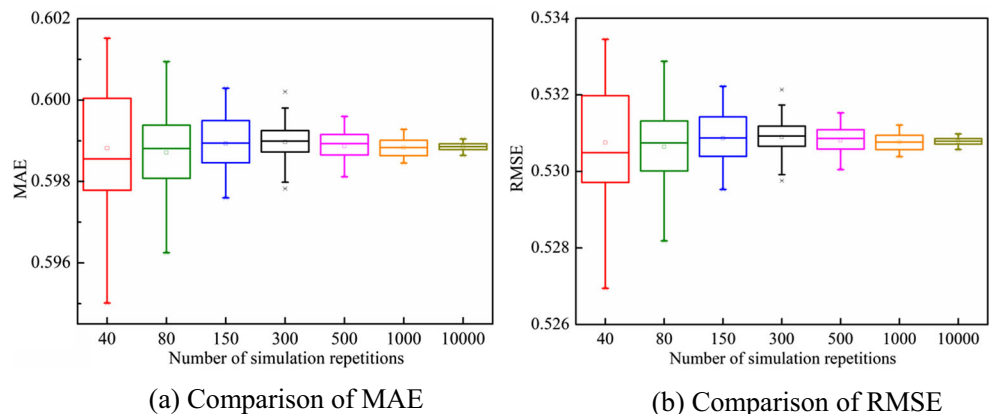 0.602
0.600
0.598
0.596
MAE
40 80 150 300 500 1000 10000
Number of simulation repetitions
(a) Comparison of MAE
0.534
0.532
0.530
0.528
0.526
RMSE
40 80 150 300 500 1000 10000
Number of simulation repetitions
(b) Comparison of RMSE